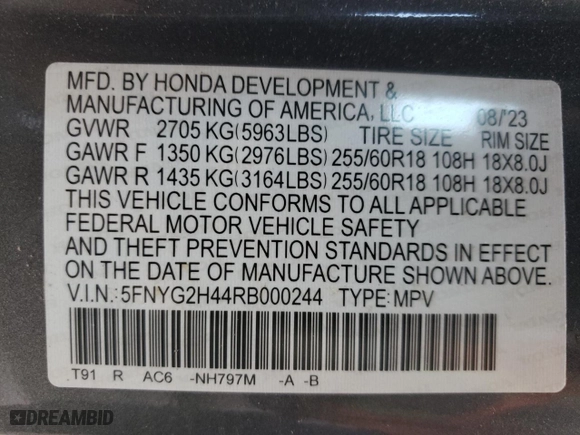 MFD. BY HONDA DEVELOPMENT &
MANUFACTURING OF AMERICA, LLC 08/'23
GVWR 2705 KG(5963LBS) TIRE SIZE RIM SIZE
GAWR F 1350 KG(2976LBS) 255/60R18 108H 18X8.0J
GAWR R 1435 KG(3164LBS) 255/60R18 108H 18X8.0J
THIS VEHICLE CONFORMS TO ALL APPLICABLE
FEDERAL MOTOR VEHICLE SAFETY
AND THEFT PREVENTION STANDARDS IN EFFECT
ON THE DATE OF MANUFACTURE SHOWN ABOVE.
V.I.N.:5FNYG2H44RB000244 TYPE:MPV
T91 R AC6 -NH797M -A -B
DREAMBID